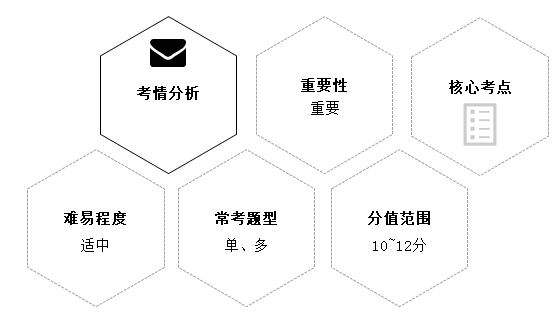 考情分析
重要性
重要
核心考点
难易程度
适中
常考题型
单、多
分值范围
10~12分